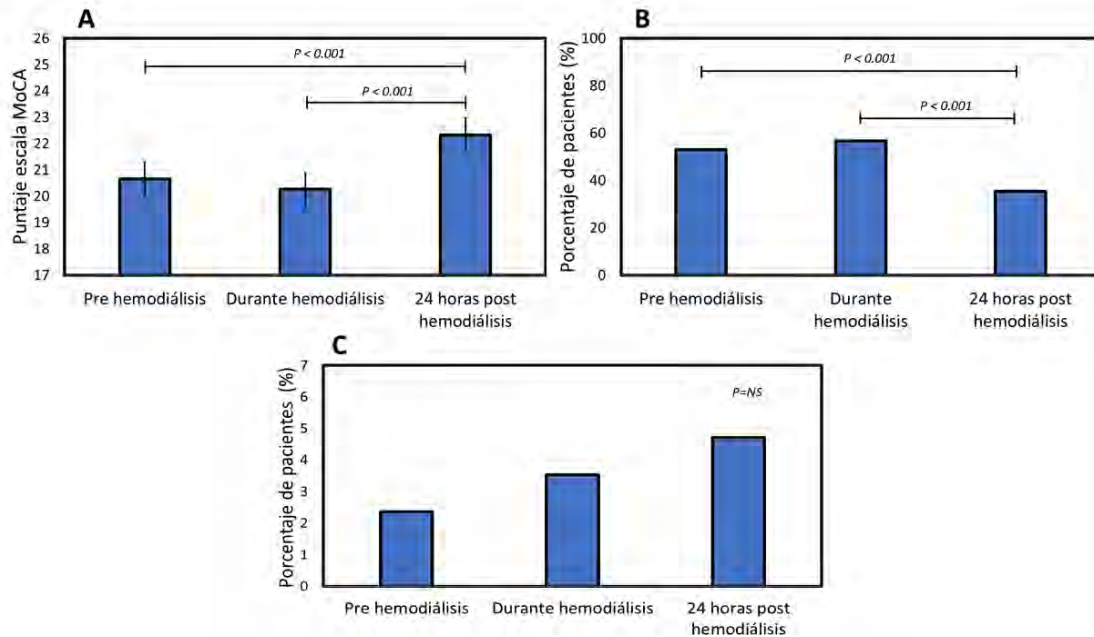 A
Puntaje escala MoCA
26
25
24
23
22
21
20
19
18
17
P < 0.001
P < 0.001
Pre hemodiálisis
Durante hemodiálisis
24 horas post
hemodiálisis
B
Porcentaje de pacientes (%)
100
80
60
40
20
0
P < 0.001
P < 0.001
Pre hemodiálisis
Durante
hemodiálisis
24 horas post
hemodiálisis
C
Porcentaje de pacientes (%)
7
6
5
4
3
2
1
0
P=NS
Pre hemodiálisis
Durante hemodiálisis
24 horas post
hemodiálisis